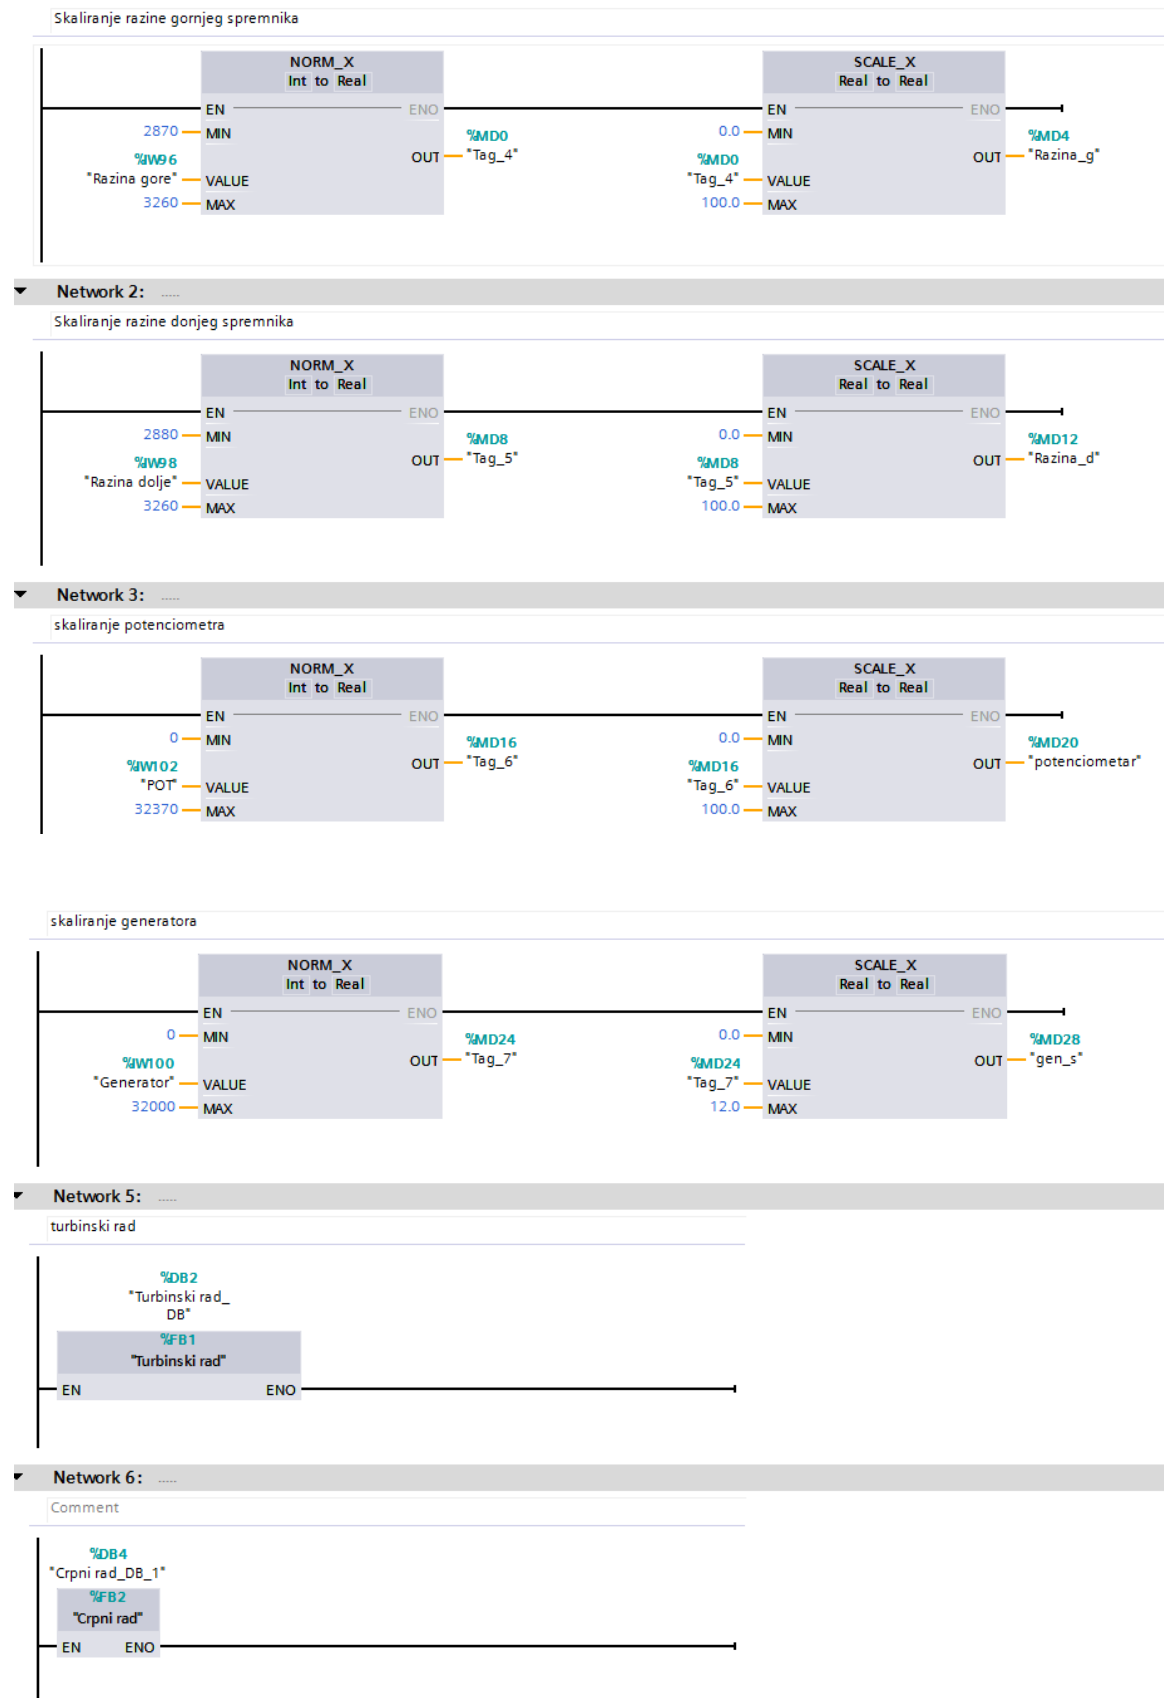 Skaliranje razine gornjeg spremnika
NORM_X
Int to Real
EN
ENO
2870
MIN
%IW96
"Razina gore"
VALUE
3260
MAX
OUT
%MD0
"Tag_4"
SCALE_X
Real to Real
EN
ENO
0.0
MIN
%MD0
"Tag_4"
VALUE
100.0
MAX
OUT
%MD4
"Razina_g"
Network 2: .....
Skaliranje razine donjeg spremnika
NORM_X
Int to Real
EN
ENO
2880
MIN
%IW98
"Razina dolje"
VALUE
3260
MAX
OUT
%MD8
"Tag_5"
SCALE_X
Real to Real
EN
ENO
0.0
MIN
%MD8
"Tag_5"
VALUE
100.0
MAX
OUT
%MD12
"Razina_d"
Network 3: .....
skaliranje potenciometra
NORM_X
Int to Real
EN
ENO
0
MIN
%IW102
"POT"
VALUE
32370
MAX
OUT
%MD16
"Tag_6"
SCALE_X
Real to Real
EN
ENO
0.0
MIN
%MD16
"Tag_6"
VALUE
100.0
MAX
OUT
%MD20
"potenciometar"
skaliranje generatora
NORM_X
Int to Real
EN
ENO
0
MIN
%IW100
"Generator"
VALUE
32000
MAX
OUT
%MD24
"Tag_7"
SCALE_X
Real to Real
EN
ENO
0.0
MIN
%MD24
"Tag_7"
VALUE
12.0
MAX
OUT
%MD28
"gen_s"
Network 5: .....
turbinski rad
%DB2
"Turbinski rad_
DB"
%FB1
"Turbinski rad"
EN
ENO
Network 6: .....
Comment
%DB4
"Crpni rad_DB_1"
%FB2
"Crpni rad"
EN
ENO